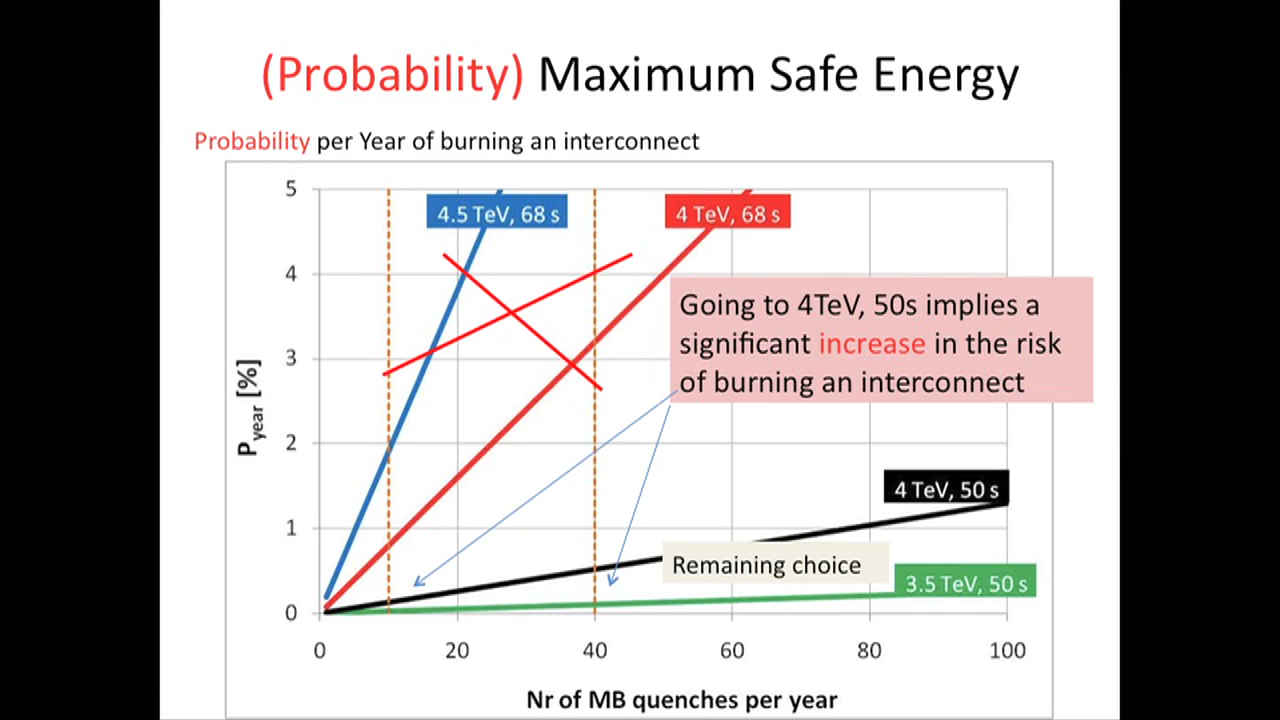 (Probability) Maximum Safe Energy
Probability per Year of burning an interconnect
5
4
3
2
1
0
P year [%]
4.5 TeV, 68 s
4 TeV, 68 s
Going to 4TeV, 50s implies a
significant increase in the risk
of burning an interconnect
4 TeV, 50 s
Remaining choice
3.5 TeV, 50 s
0 20 40 60 80 100
Nr of MB quenches per year